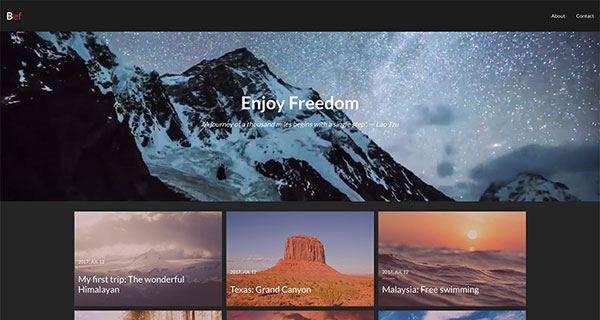 Bef
About
Contact
Enjoy Freedom
"A journey of a thousand miles begins with a single step" — Lao Tzu
2017. JUL 12
My first trip: The wonderful
Himalayan
2017. JUL 12
Texas: Grand Canyon
2017. JUL 12
Malaysia: Free swimming